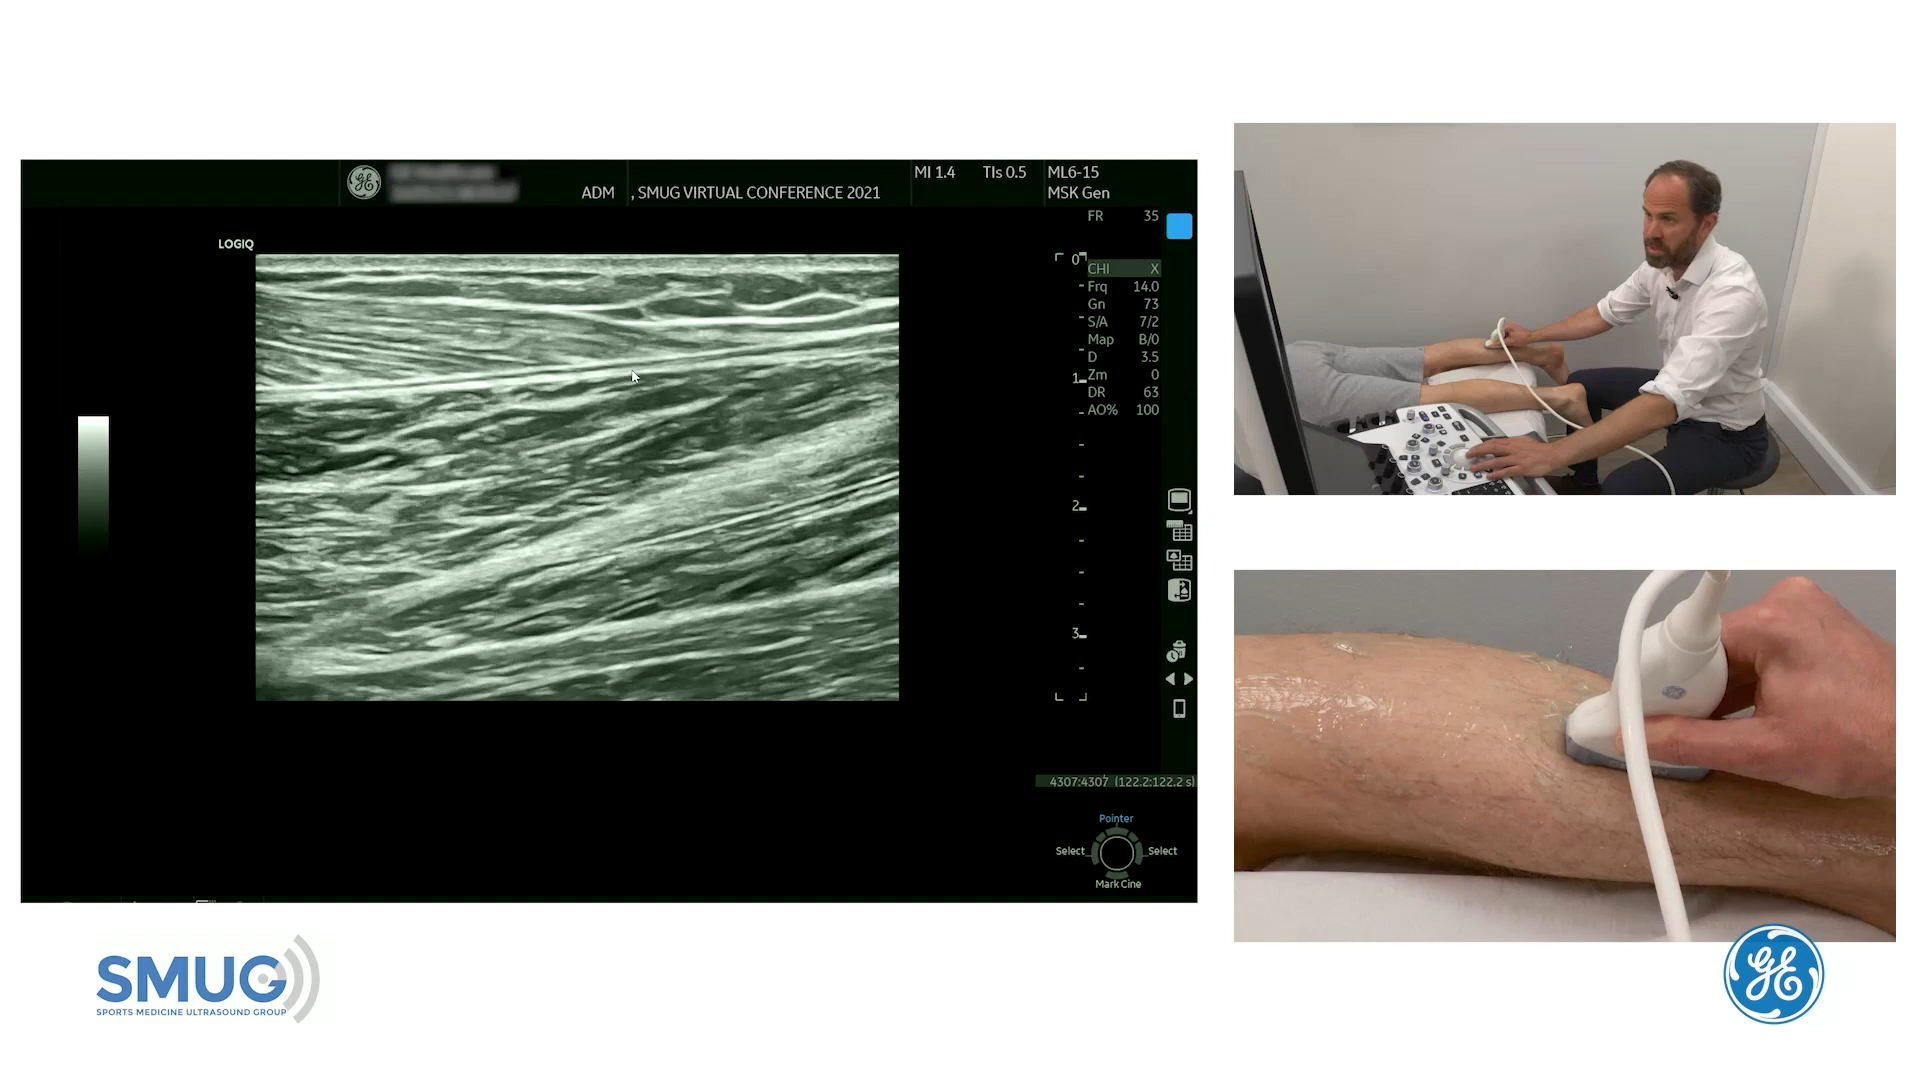 MI 1.4 TIs 0.5 ML6-15
ADM , SMUG VIRTUAL CONFERENCE 2021 MSK Gen
FR 35
LOGIQ
0
CHI X
Frq 14.0
Gn 73
S/A 7/2
Map B/0
D 3.5
1
Zm 0
DR 63
AO% 100
2
3
4307:4307 (122.2:122.2 s)
Pointer
Select Select
Mark Cine
SMUG
SPORTS MEDICINE ULTRASOUND GROUP
GE